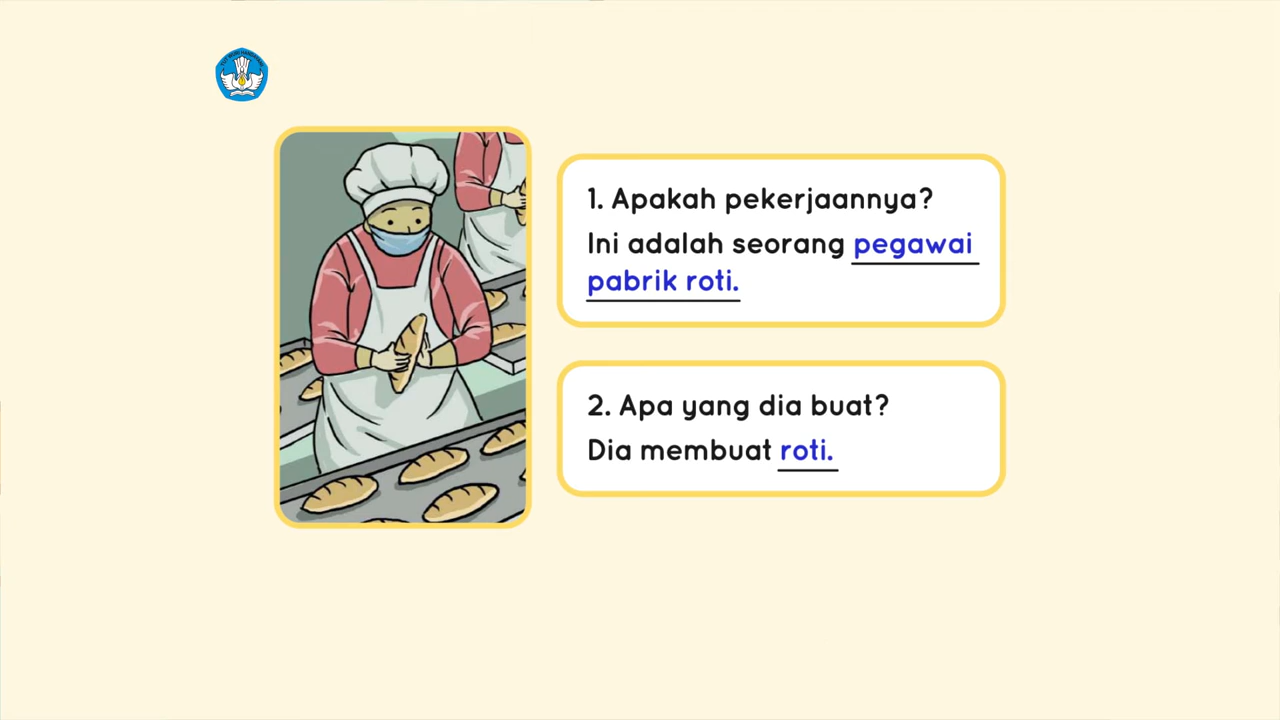 1. Apakah pekerjaannya?
Ini adalah seorang pegawai
pabrik roti.
2. Apa yang dia buat?
Dia membuat roti.